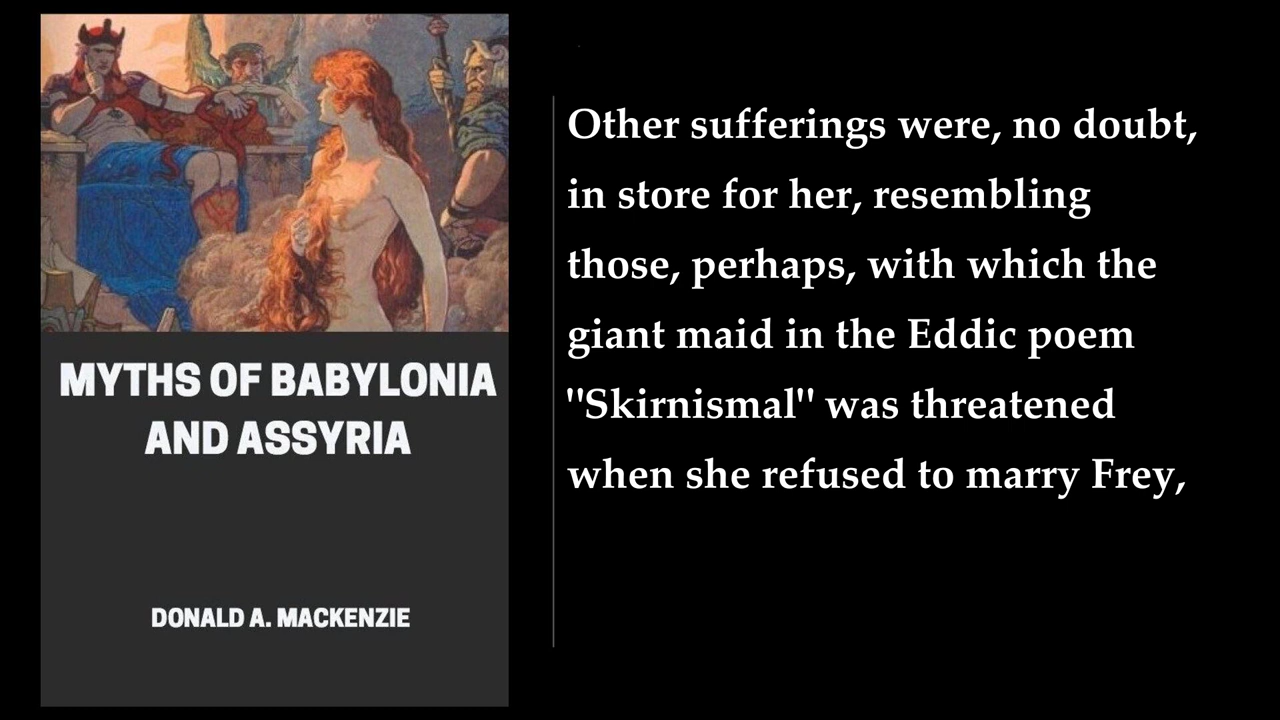 MYTHS OF BABYLONIA
AND ASSYRIA
DONALD A. MACKENZIE
Other sufferings were, no doubt,
in store for her, resembling
those, perhaps, with which the
giant maid in the Eddic poem
"Skirnismal" was threatened
when she refused to marry Frey,